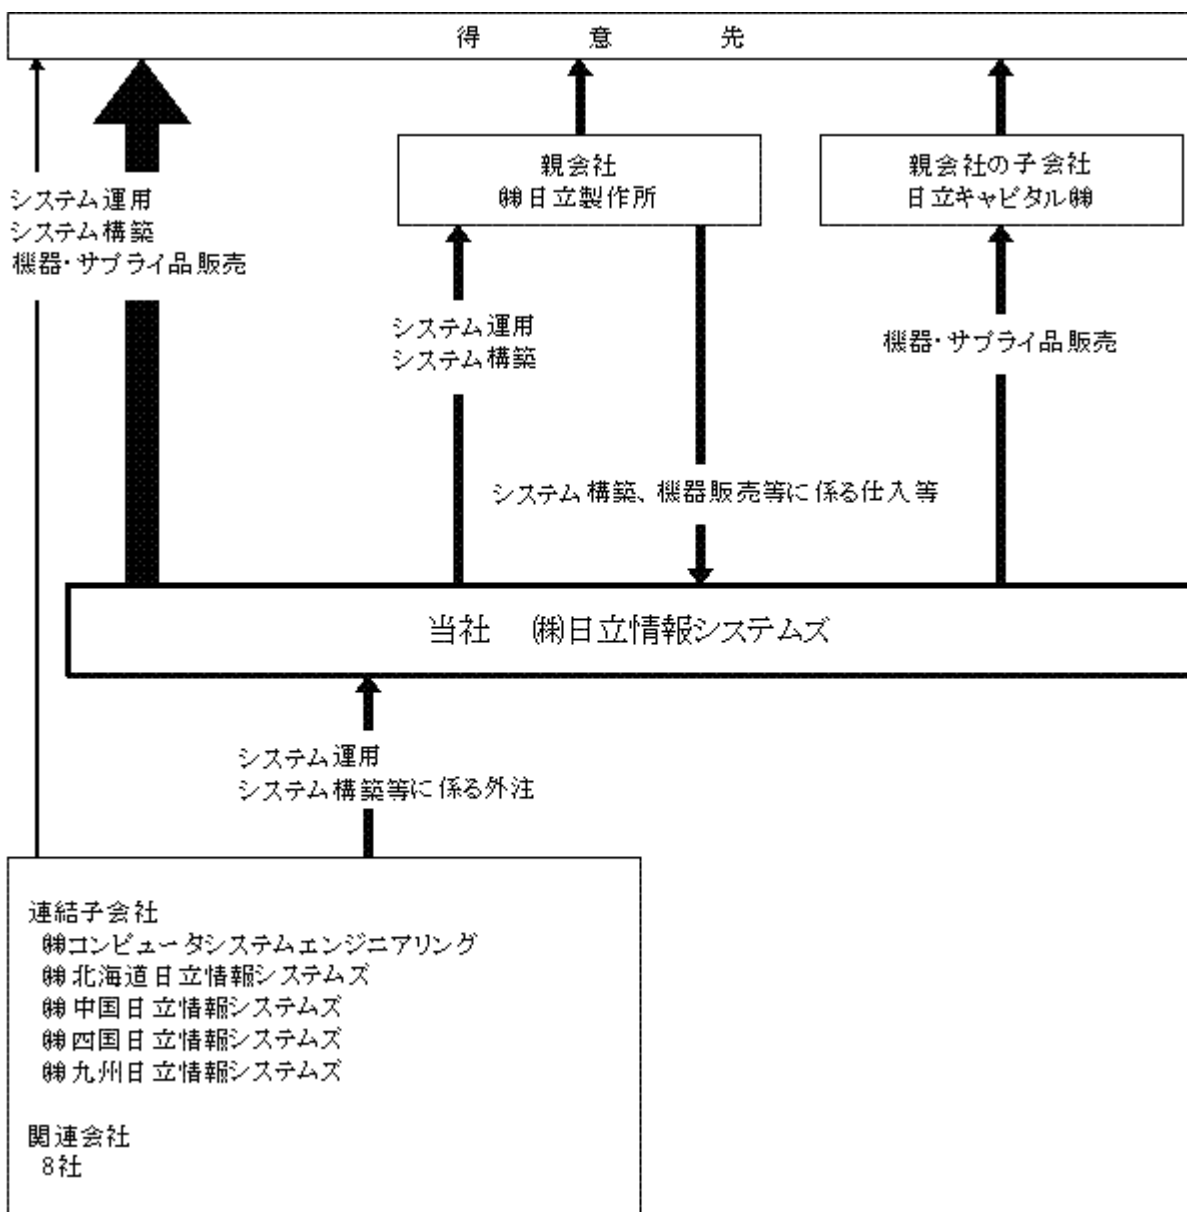 得意先
親会社
㈱日立製作所
親会社の子会社
日立キャピタル㈱
システム運用
システム構築
機器・サプライ品販売
システム運用
システム構築
機器・サプライ品販売
システム構築、機器販売等に係る仕入等
当社　㈱日立情報システムズ
システム運用
システム構築等に係る外注
連結子会社
㈱コンピュータシステムエンジニアリング
㈱北海道日立情報システムズ
㈱中国日立情報システムズ
㈱四国日立情報システムズ
㈱九州日立情報システムズ
関連会社
8社